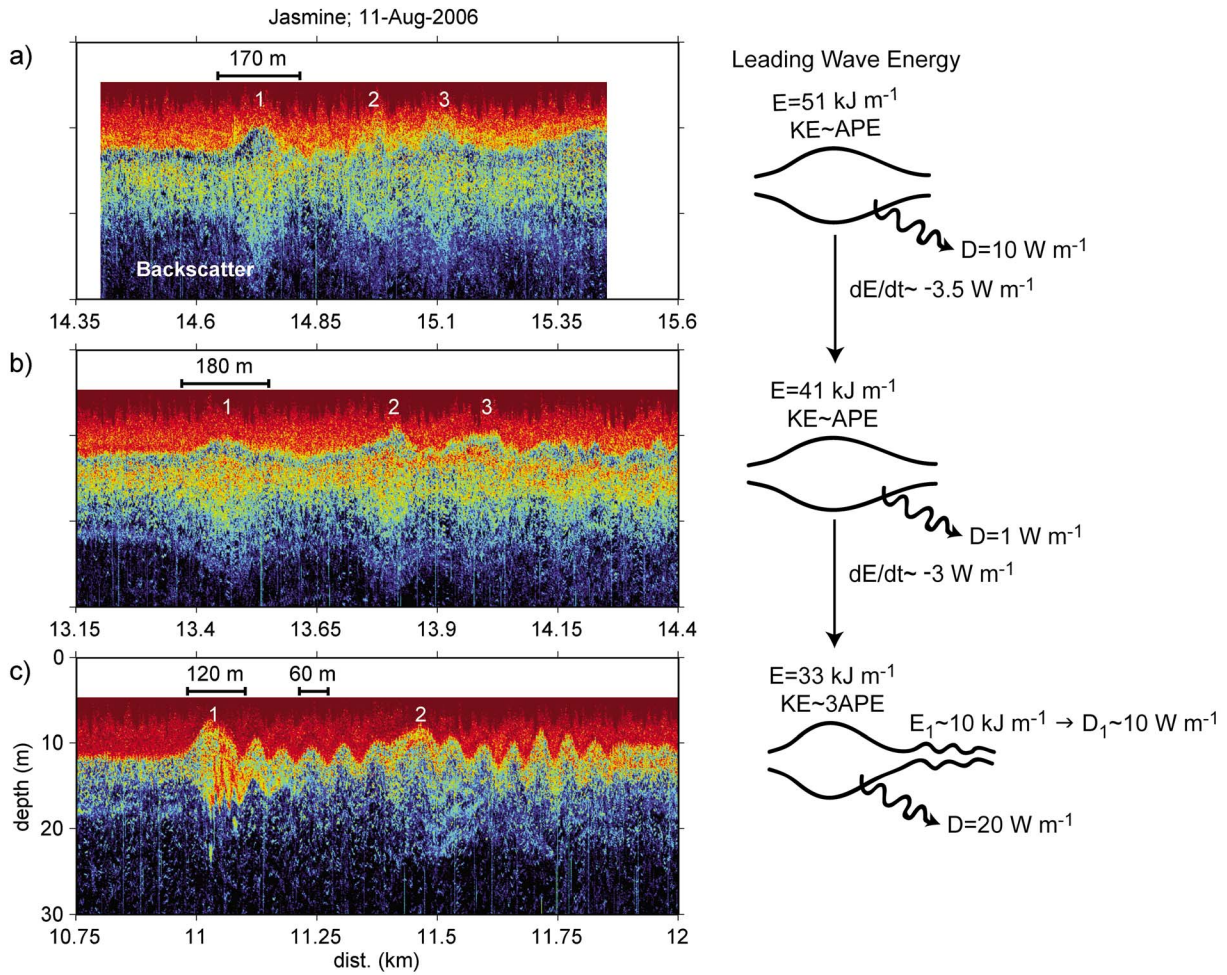 Jasmine; 11-Aug-2006
a)
170 m
1 2 3
Backscatter
14.35 14.6 14.85 15.1 15.35 15.6
b)
180 m
1 2 3
13.15 13.4 13.65 13.9 14.15 14.4
c)
0
10
20
30
depth (m)
120 m 60 m
1 2
10.75 11 11.25 11.5 11.75 12
dist. (km)
Leading Wave Energy
E=51 kJ m⁻¹
KE~APE
D=10 W m⁻¹
dE/dt~ -3.5 W m⁻¹
E=41 kJ m⁻¹
KE~APE
D=1 W m⁻¹
dE/dt~ -3 W m⁻¹
E=33 kJ m⁻¹
KE~3APE
E₁~10 kJ m⁻¹ → D₁~10 W m⁻¹
D=20 W m⁻¹